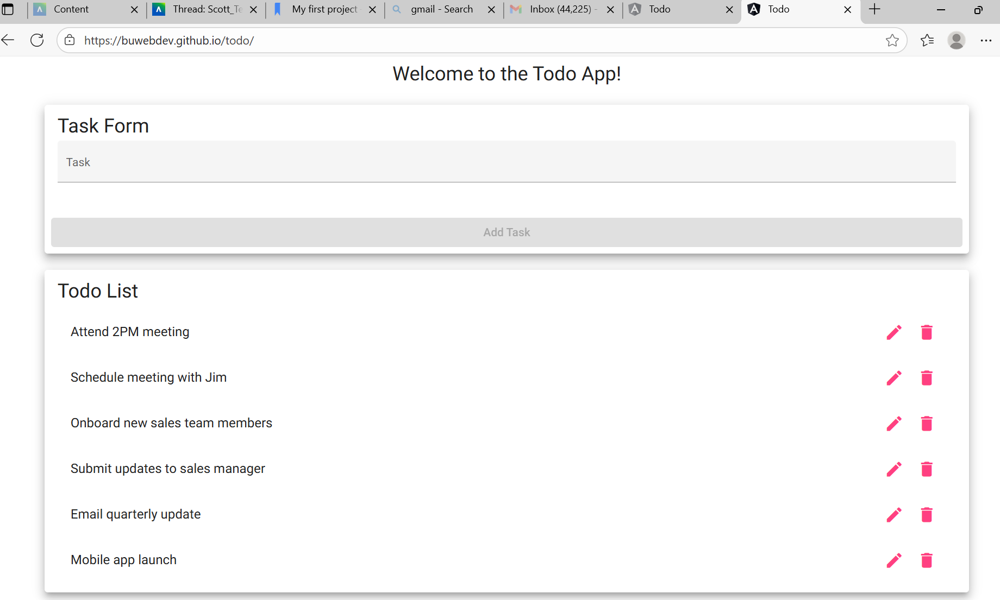 Content
Thread: Scott_Te
My first project
gmail - Search
Inbox (44,225) -
Todo
Todo
https://buwebdev.github.io/todo/
Welcome to the Todo App!
Task Form
Task
Add Task
Todo List
Attend 2PM meeting
Schedule meeting with Jim
Onboard new sales team members
Submit updates to sales manager
Email quarterly update
Mobile app launch